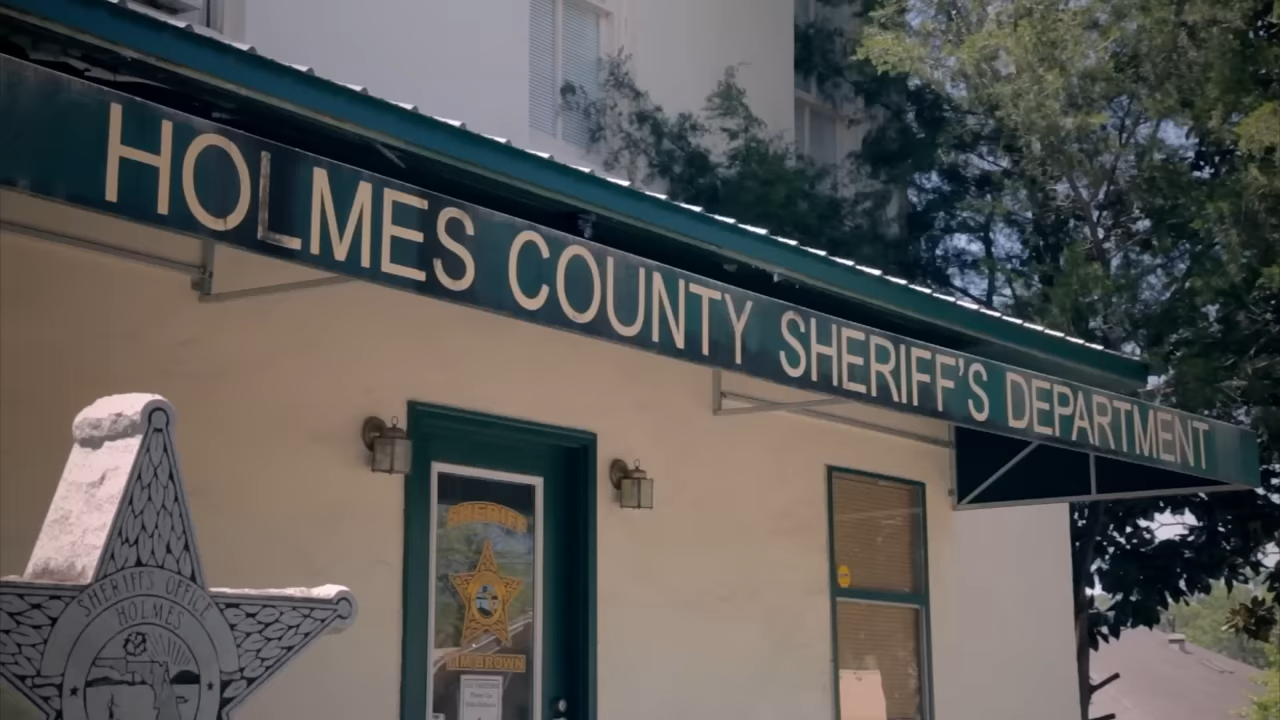 HOLMES COUNTY SHERIFF'S DEPARTMENT
SHERIFF
TIM BROWN
SHERIFF'S OFFICE
HOLMES